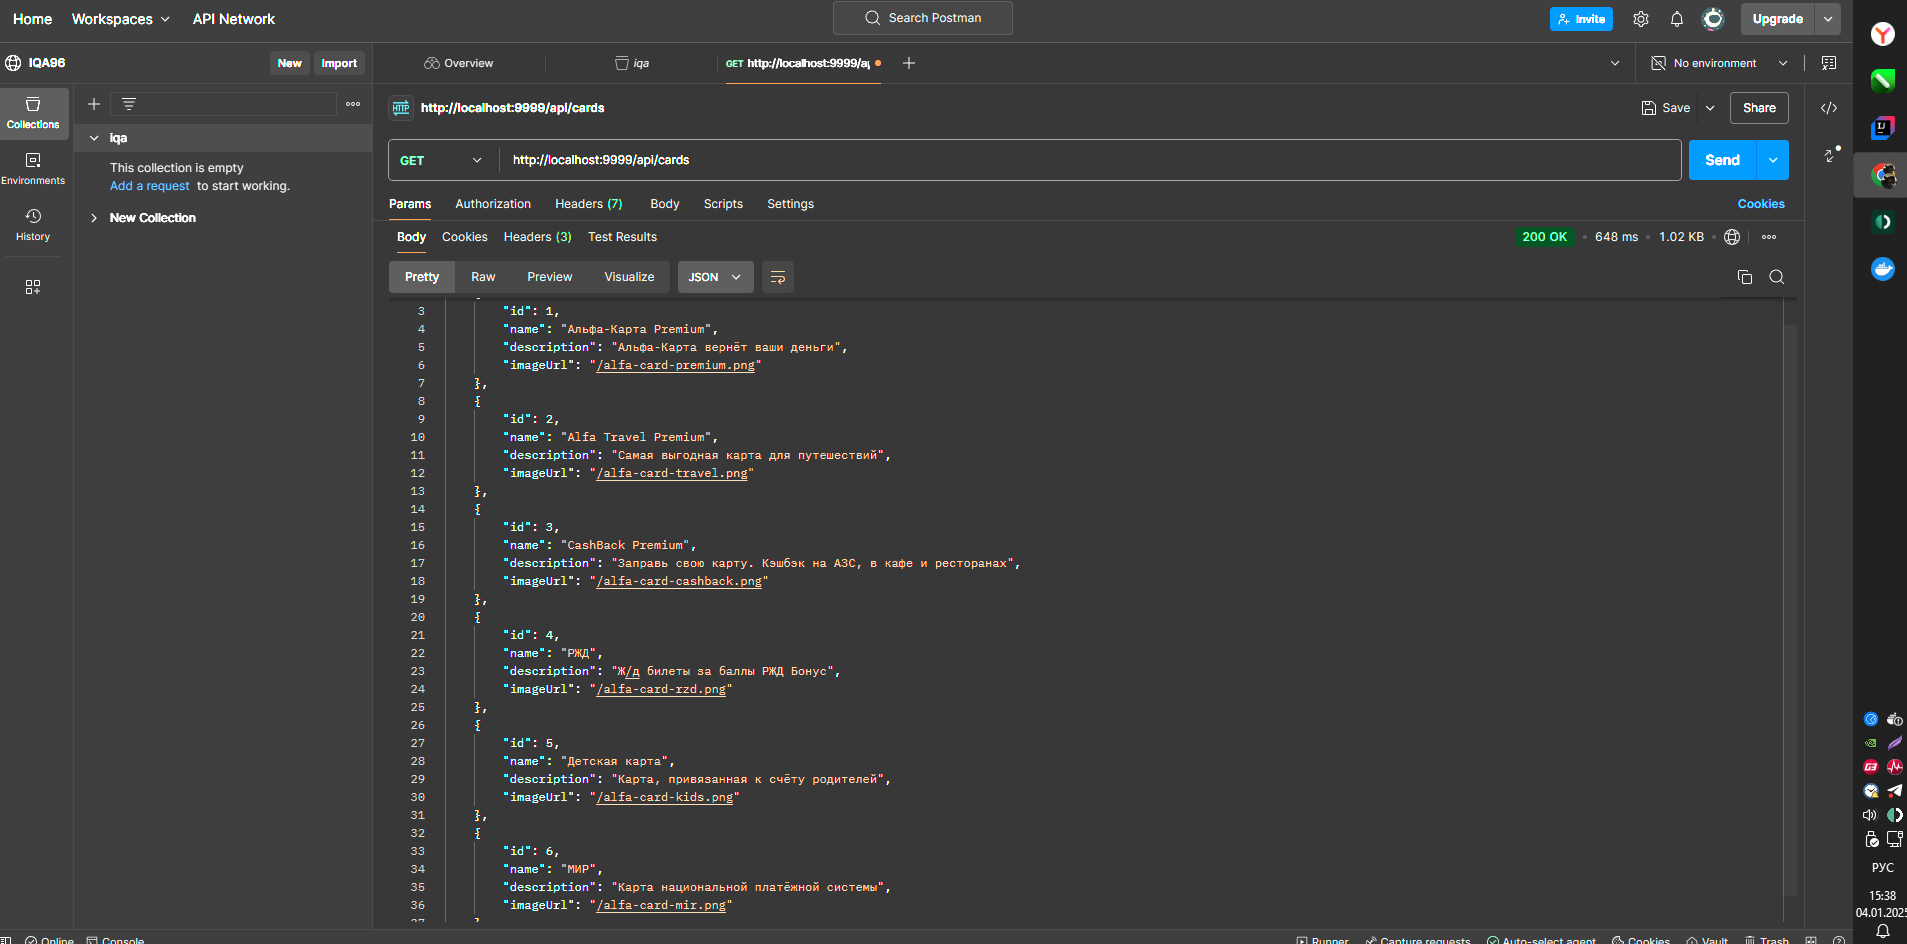 Home Workspaces API Network Search Postman Invite Upgrade
IQA96 New Import Overview iqa GET http://localhost:9999/a No environment
http://localhost:9999/api/cards Save Share
Collections
iqa
This collection is empty
Add a request to start working.
New Collection
Environments
History
GET http://localhost:9999/api/cards Send
Params Authorization Headers (7) Body Scripts Settings Cookies
Body Cookies Headers (3) Test Results 200 OK 648 ms 1.02 KB
Pretty Raw Preview Visualize JSON
3 "id": 1,
4 "name": "Альфа-Карта Premium",
5 "description": "Альфа-Карта вернёт ваши деньги",
6 "imageUrl": "/alfa-card-premium.png"
7 },
8 {
9 "id": 2,
10 "name": "Alfa Travel Premium",
11 "description": "Самая выгодная карта для путешествий",
12 "imageUrl": "/alfa-card-travel.png"
13 },
14 {
15 "id": 3,
16 "name": "CashBack Premium",
17 "description": "Заправь свою карту. Кэшбэк на АЗС, в кафе и ресторанах",
18 "imageUrl": "/alfa-card-cashback.png"
19 },
20 {
21 "id": 4,
22 "name": "РЖД",
23 "description": "Ж/д билеты за баллы РЖД Бонус",
24 "imageUrl": "/alfa-card-rzd.png"
25 },
26 {
27 "id": 5,
28 "name": "Детская карта",
29 "description": "Карта, привязанная к счёту родителей",
30 "imageUrl": "/alfa-card-kids.png"
31 },
32 {
33 "id": 6,
34 "name": "МИР",
35 "description": "Карта национальной платёжной системы",
36 "imageUrl": "/alfa-card-mir.png"
37 }
РУС
15:38
04.01.2025
Online Console Runner Capture requests Auto-select agent Cookies Vault Trash